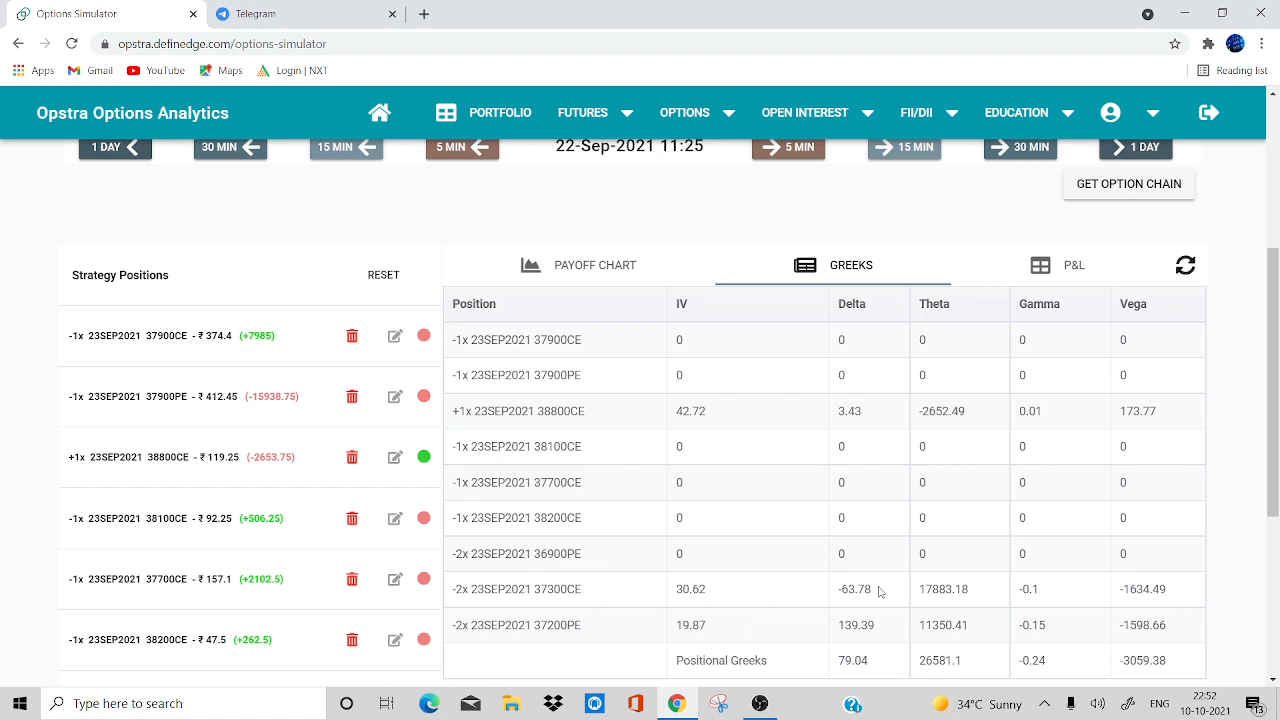 Options Simulator
Telegram
opstra.definedge.com/options-simulator
Apps Gmail YouTube Maps Login | NXT Reading list
Opstra Options Analytics PORTFOLIO FUTURES OPTIONS OPEN INTEREST FII/DII EDUCATION
1 DAY 30 MIN 15 MIN 5 MIN 22-Sep-2021 11:25 5 MIN 15 MIN 30 MIN 1 DAY
GET OPTION CHAIN
Strategy Positions RESET
-1x 23SEP2021 37900CE - ₹ 374.4 (+7985)
-1x 23SEP2021 37900PE - ₹ 412.45 (-15938.75)
+1x 23SEP2021 38800CE - ₹ 119.25 (-2653.75)
-1x 23SEP2021 38100CE - ₹ 92.25 (+506.25)
-1x 23SEP2021 37700CE - ₹ 157.1 (+2102.5)
-1x 23SEP2021 38200CE - ₹ 47.5 (+262.5)
PAYOFF CHART GREEKS P&L
Position IV Delta Theta Gamma Vega
-1x 23SEP2021 37900CE 0 0 0 0 0
-1x 23SEP2021 37900PE 0 0 0 0 0
+1x 23SEP2021 38800CE 42.72 3.43 -2652.49 0.01 173.77
-1x 23SEP2021 38100CE 0 0 0 0 0
-1x 23SEP2021 37700CE 0 0 0 0 0
-1x 23SEP2021 38200CE 0 0 0 0 0
-2x 23SEP2021 36900PE 0 0 0 0 0
-2x 23SEP2021 37300CE 30.62 -63.78 17883.18 -0.1 -1634.49
-2x 23SEP2021 37200PE 19.87 139.39 11350.41 -0.15 -1598.66
Positional Greeks 79.04 26581.1 -0.24 -3059.38
Type here to search
34°C Sunny
ENG
22:52
10-10-2021